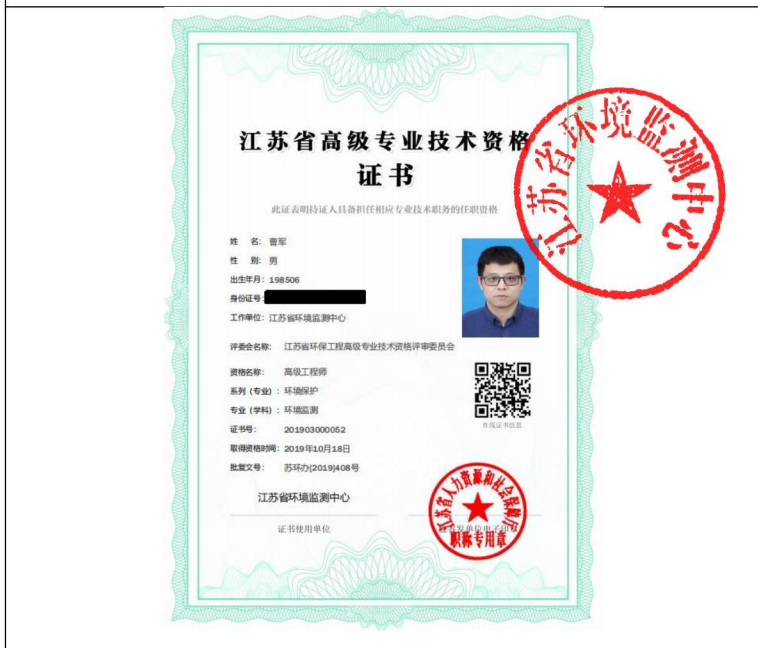 江苏省高级专业技术资格
证书
此证表明持证人具备担任相应专业技术职务的任职资格
姓 名: 曹军
性 别: 男
出生年月: 198506
身份证号:
工作单位: 江苏省环境监测中心
评委会名称: 江苏省环保工程高级专业技术资格评审委员会
资格名称: 高级工程师
系列 (专业) : 环境保护
专业 (学科) : 环境监测
证书号: 201903000052
取得资格时间: 2019年10月18日
批复文号: 苏环办[2019]408号
在线证书信息
江苏省环境监测中心
证书使用单位
江苏省人力资源和社会保障厅
职称专用章
江苏省环境监测中心